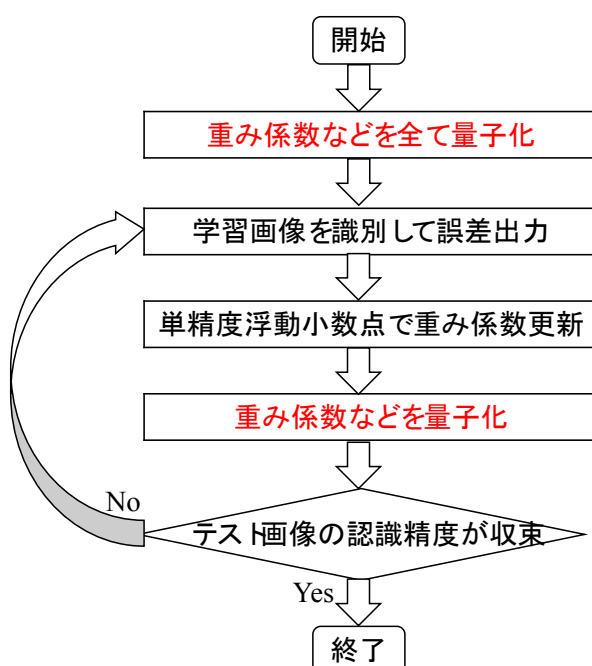 開始
重み係数などを全て量子化
学習画像を識別して誤差出力
単精度浮動小数点で重み係数更新
重み係数などを量子化
No
テスト画像の認識精度が収束
Yes
終了